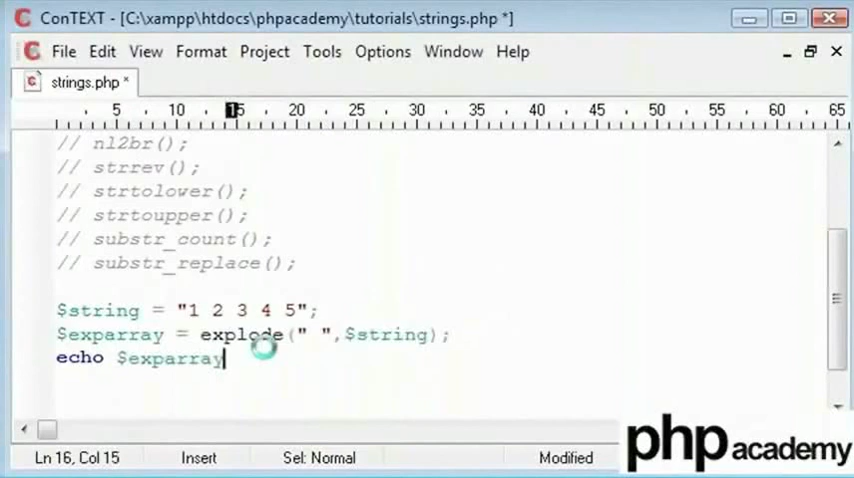 ConTEXT - [C:\xampp\htdocs\phpacademy\tutorials\strings.php *]
File Edit View Format Project Tools Options Window Help
strings.php *
5 10 15 20 25 30 35 40 45 50 55 60 65
// nl2br();
// strrev();
// strtolower();
// strtoupper();
// substr_count();
// substr_replace();
$string = "1 2 3 4 5";
$exparray = explode(" ",$string);
echo $exparray
Ln 16, Col 15 Insert Sel: Normal Modified
php academy